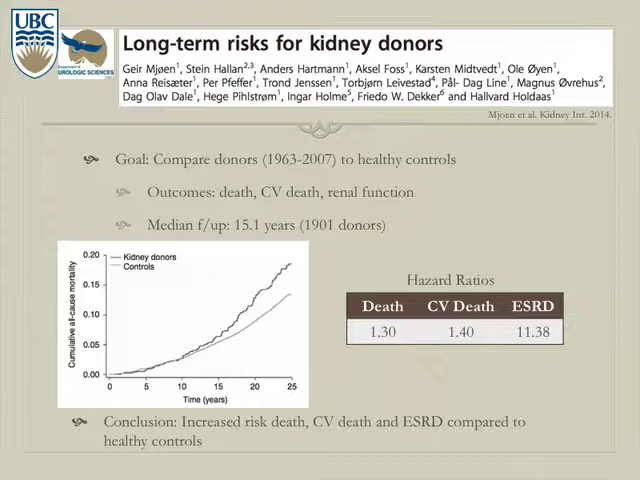 UBC
Department of
UROLOGIC SCIENCES
Long-term risks for kidney donors
Geir Mjøen1, Stein Hallan2,3, Anders Hartmann1, Aksel Foss1, Karsten Midtvedt1, Ole Øyen1,
Anna Reisæter1, Per Pfeffer1, Trond Jenssen1, Torbjørn Leivestad4, Pål- Dag Line1, Magnus Øvrehus2,
Dag Olav Dale1, Hege Pihlstrøm1, Ingar Holme5, Friedo W. Dekker6 and Hallvard Holdaas1
Mjoen et al. Kidney Int. 2014.
Goal: Compare donors (1963-2007) to healthy controls
Outcomes: death, CV death, renal function
Median f/up: 15.1 years (1901 donors)
Cumulative all-cause mortality
0.20
0.15
0.10
0.05
0.00
Kidney donors
Controls
0 5 10 15 20 25
Time (years)
Hazard Ratios
Death CV Death ESRD
1.30 1.40 11.38
Conclusion: Increased risk death, CV death and ESRD compared to
healthy controls